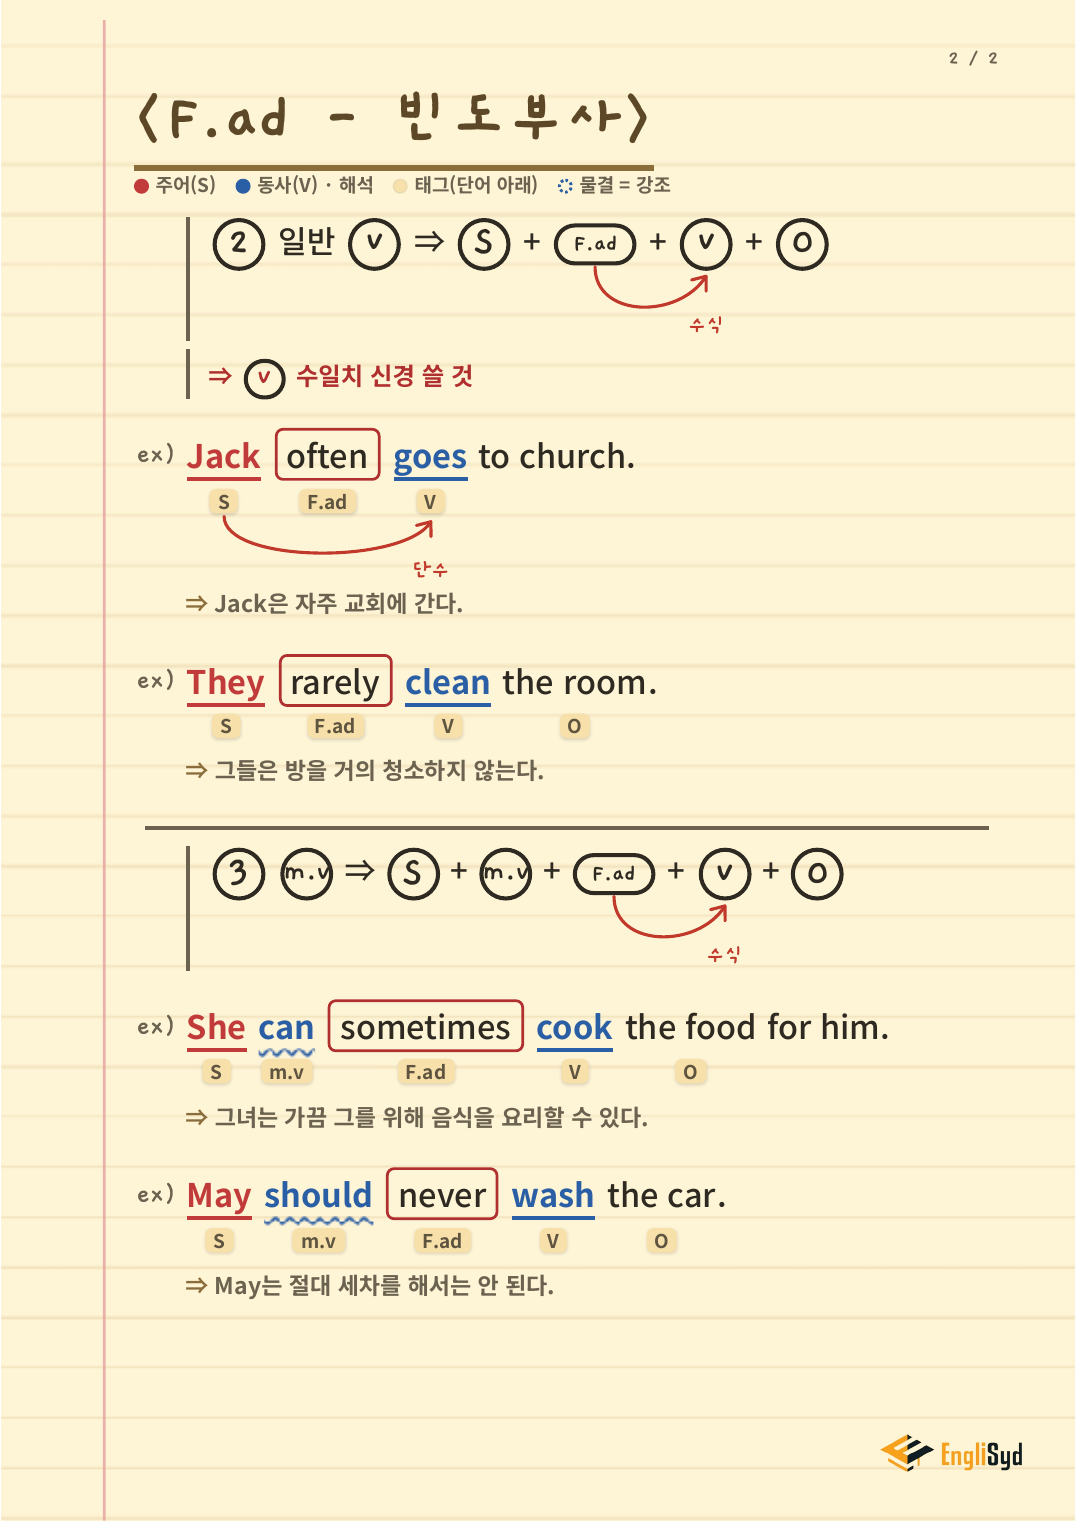 2 / 2
<F.ad - 빈도부사>
주어(S) 동사(V) · 해석 태그(단어 아래) 물결 = 강조
2 일반 v ⇒ S + F.ad + v + O
수식
⇒ v 수일치 신경 쓸 것
ex) Jack often goes to church.
S F.ad V
단수
⇒ Jack은 자주 교회에 간다.
ex) They rarely clean the room.
S F.ad V O
⇒ 그들은 방을 거의 청소하지 않는다.
3 m.v ⇒ S + m.v + F.ad + v + O
수식
ex) She can sometimes cook the food for him.
S m.v F.ad V O
⇒ 그녀는 가끔 그를 위해 음식을 요리할 수 있다.
ex) May should never wash the car.
S m.v F.ad V O
⇒ May는 절대 세차를 해서는 안 된다.
EngliSyd